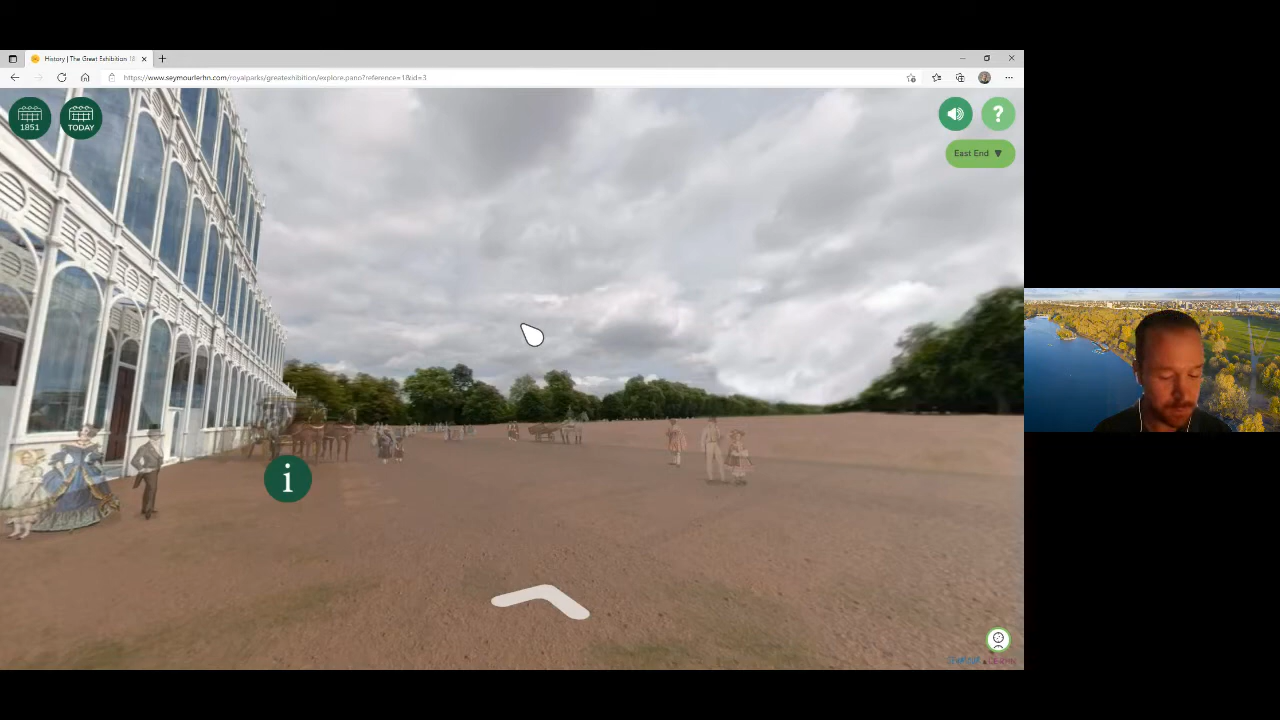 History | The Great Exhibition 18
https://www.seymourlerhn.com/royalparks/greatexhibition/explore.pano?reference=1&id=3
1851
TODAY
?
East End
i